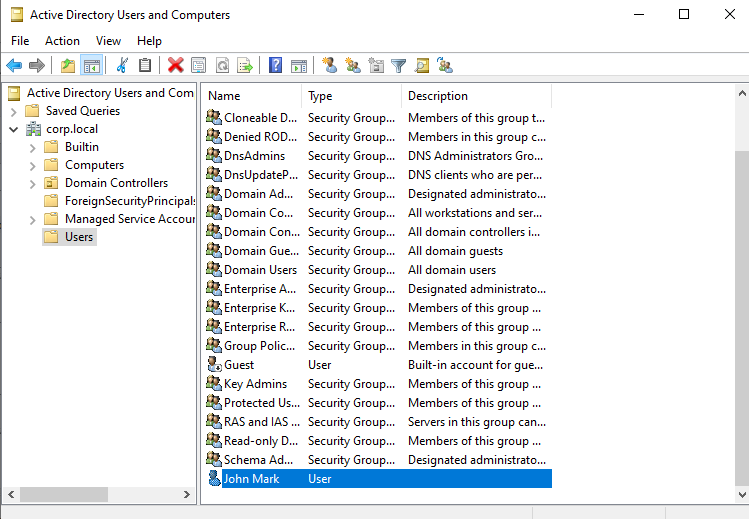 Active Directory Users and Computers
File Action View Help
Active Directory Users and Com
Saved Queries
corp.local
Builtin
Computers
Domain Controllers
ForeignSecurityPrincipals
Managed Service Accour
Users
Name Type Description
Cloneable D... Security Group... Members of this group t...
Denied ROD... Security Group... Members in this group c...
DnsAdmins Security Group... DNS Administrators Gro...
DnsUpdateP... Security Group... DNS clients who are per...
Domain Ad... Security Group... Designated administrato...
Domain Co... Security Group... All workstations and ser...
Domain Con... Security Group... All domain controllers i...
Domain Gue... Security Group... All domain guests
Domain Users Security Group... All domain users
Enterprise A... Security Group... Designated administrato...
Enterprise K... Security Group... Members of this group ...
Enterprise R... Security Group... Members of this group ...
Group Polic... Security Group... Members in this group c...
Guest User Built-in account for gue...
Key Admins Security Group... Members of this group ...
Protected Us... Security Group... Members of this group ...
RAS and IAS ... Security Group... Servers in this group can...
Read-only D... Security Group... Members of this group ...
Schema Ad... Security Group... Designated administrato...
John Mark User